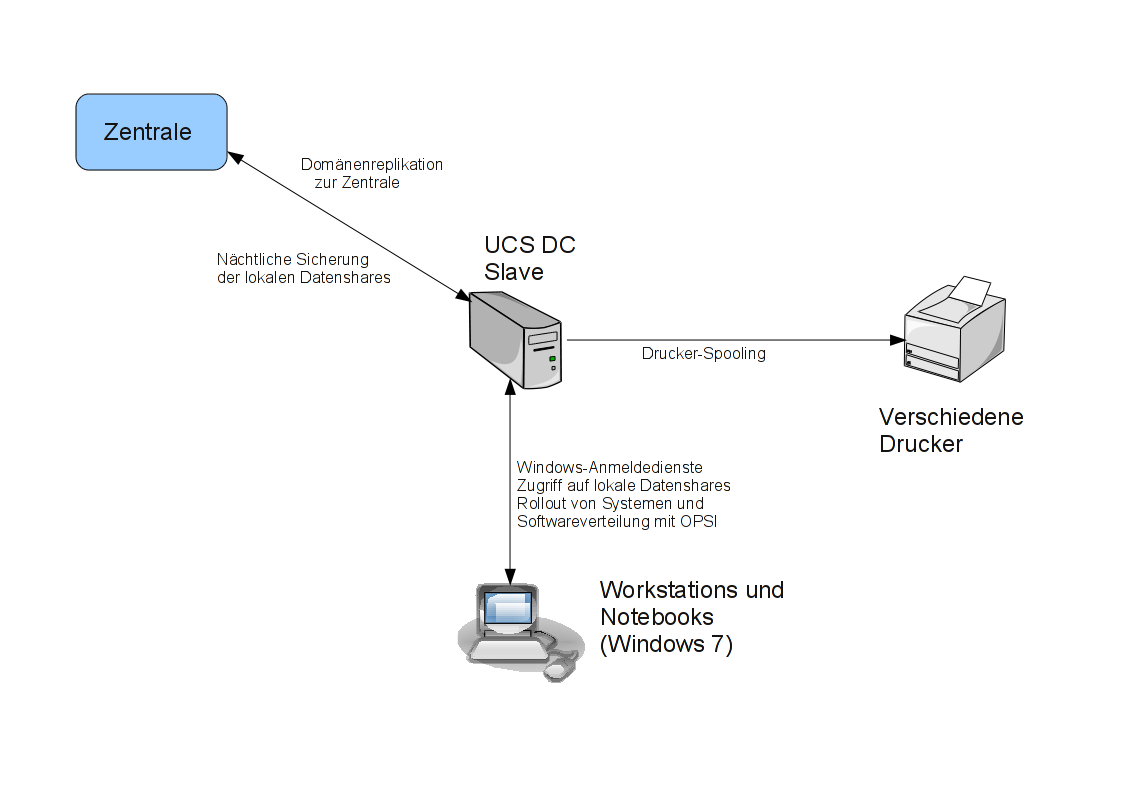 Zentrale
Domänenreplikation
zur Zentrale
Nächtliche Sicherung
der lokalen Datenshares
UCS DC
Slave
Drucker-Spooling
Verschiedene
Drucker
Windows-Anmeldedienste
Zugriff auf lokale Datenshares
Rollout von Systemen und
Softwareverteilung mit OPSI
Workstations und
Notebooks
(Windows 7)